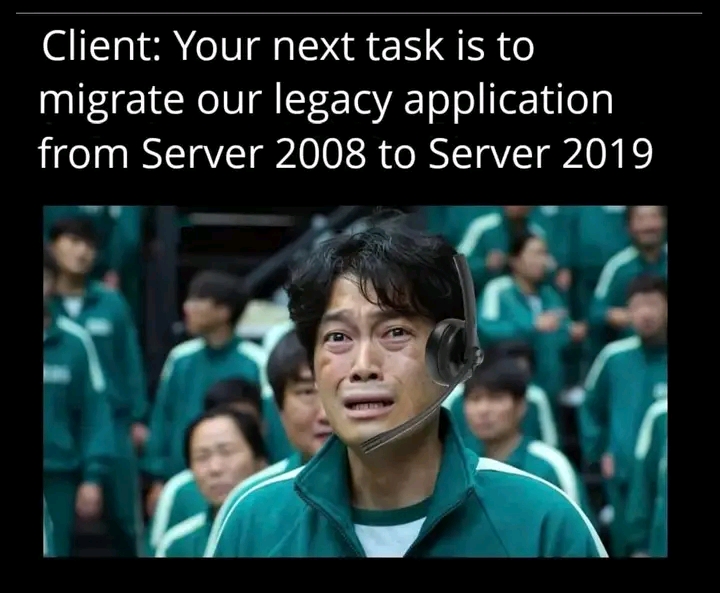 Client: Your next task is to
migrate our legacy application
from Server 2008 to Server 2019